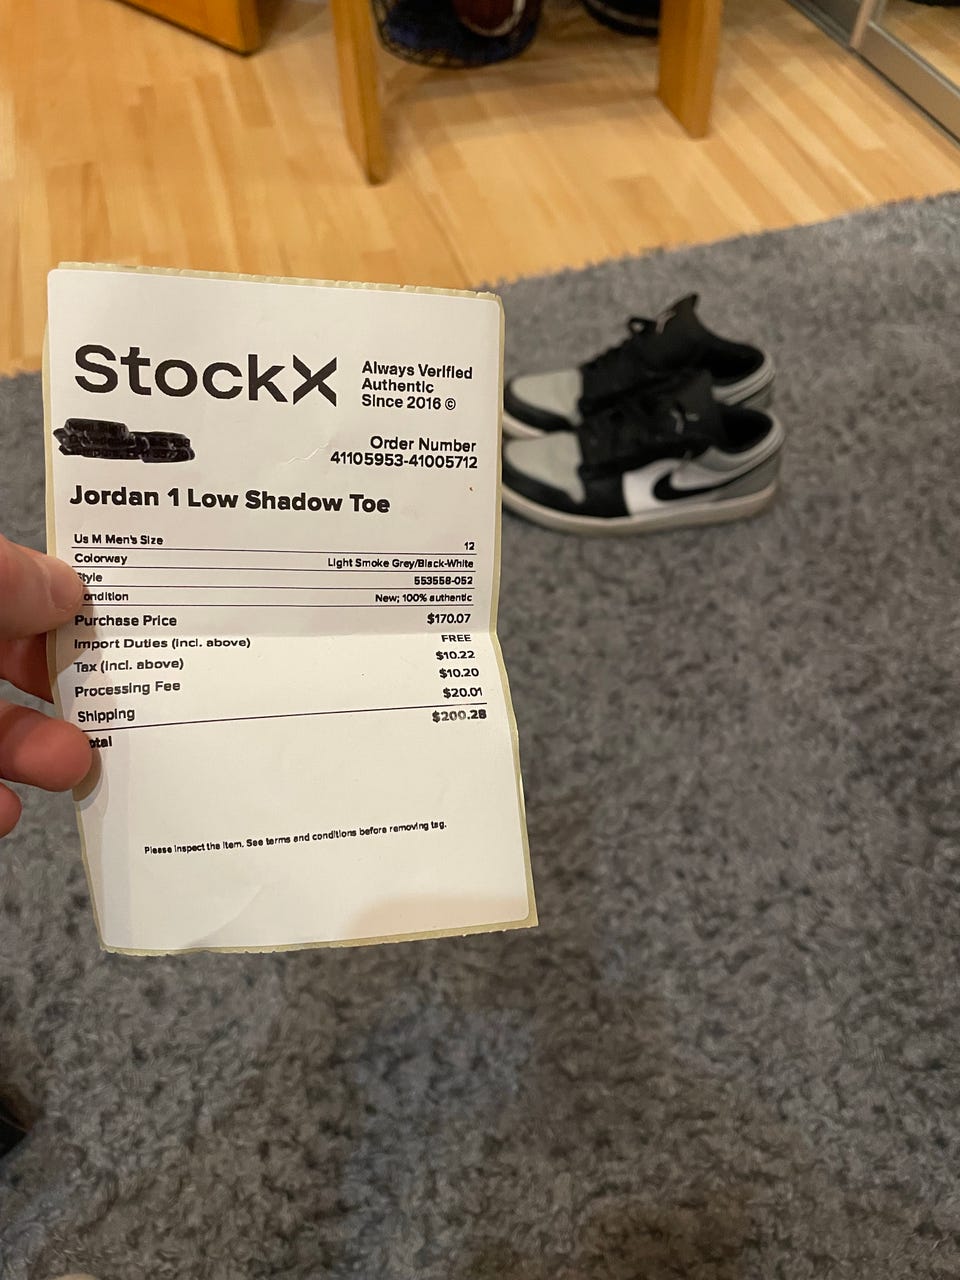 StockX
Always Verified
Authentic
Since 2016 ©
Order Number
41105953-41005712
Jordan 1 Low Shadow Toe
Us M Men's Size 12
Colorway Light Smoke Grey/Black-White
Style 553558-052
ondition New; 100% authentic
Purchase Price $170.07
Import Duties (incl. above) FREE
Tax (incl. above) $10.22
Processing Fee $10.20
Shipping $20.01
otal $200.28
Please inspect the item. See terms and conditions before removing tag.